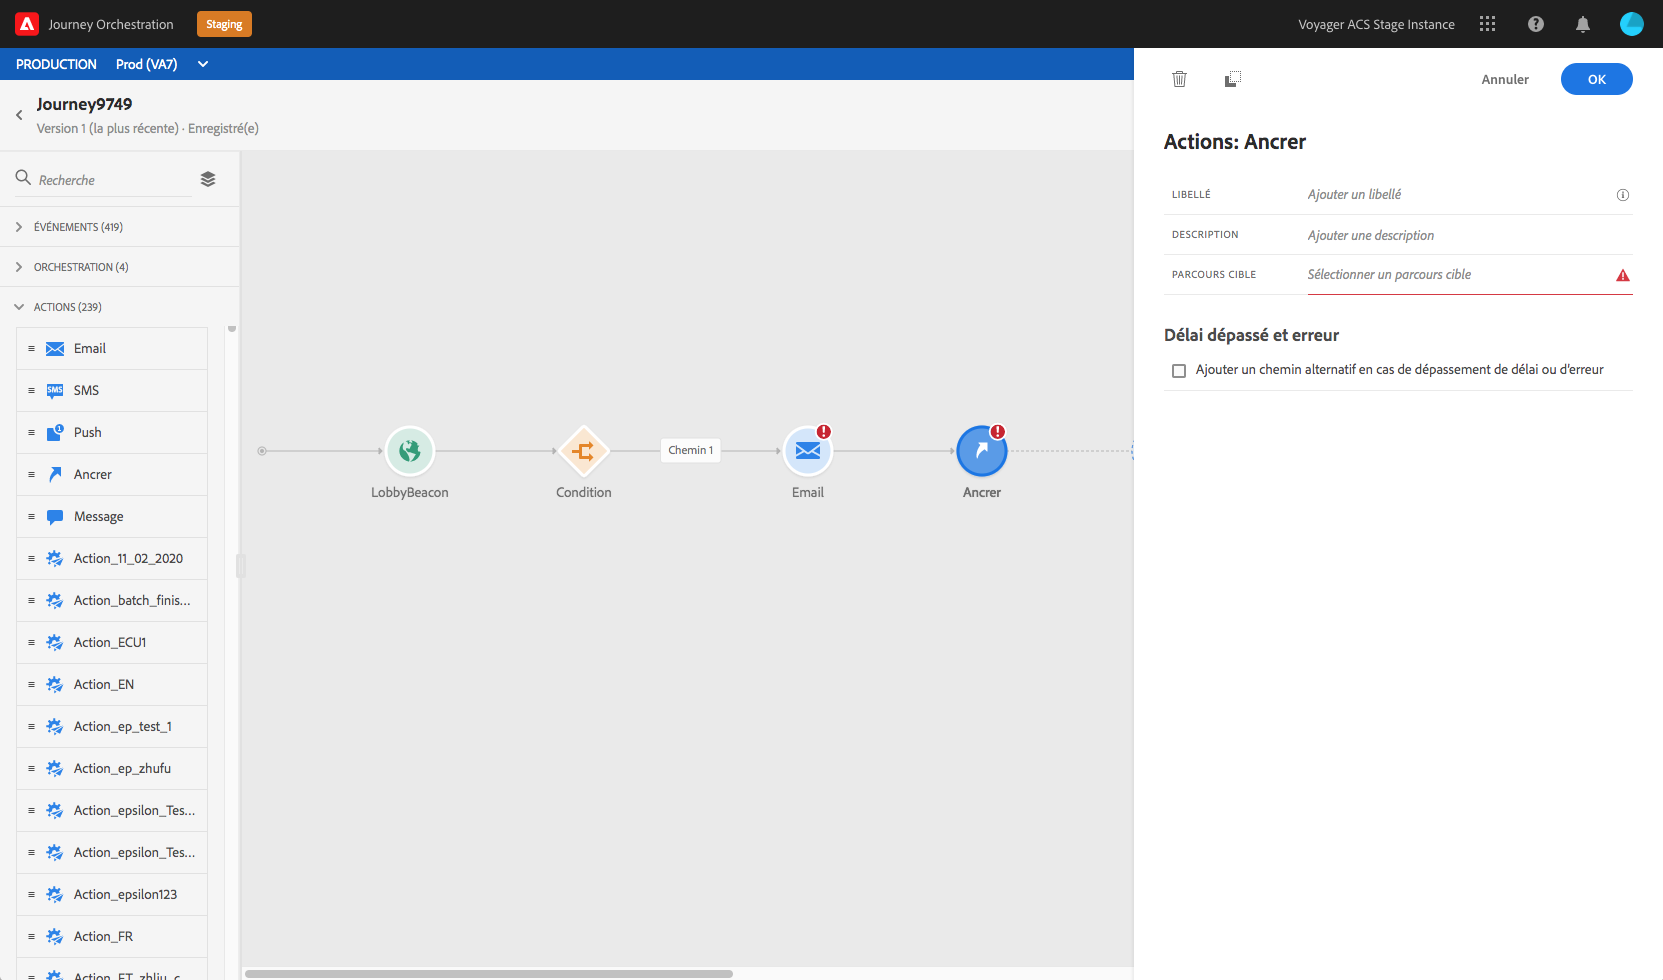 Journey Orchestration
Staging
Voyager ACS Stage Instance
PRODUCTION Prod (VA7)
Journey9749
Version 1 (la plus récente) · Enregistré(e)
Recherche
ÉVÉNEMENTS (419)
ORCHESTRATION (4)
ACTIONS (239)
Email
SMS
SMS
Push
1
Ancrer
Message
Action_11_02_2020
Action_batch_finis...
Action_ECU1
Action_EN
Action_ep_test_1
Action_ep_zhufu
Action_epsilon_Tes...
Action_epsilon_Tes...
Action_epsilon123
Action_FR
LobbyBeacon
Condition
Chemin 1
Email
Ancrer
Annuler
OK
Actions: Ancrer
LIBELLÉ Ajouter un libellé
DESCRIPTION Ajouter une description
PARCOURS CIBLE Sélectionner un parcours cible
Délai dépassé et erreur
Ajouter un chemin alternatif en cas de dépassement de délai ou d'erreur